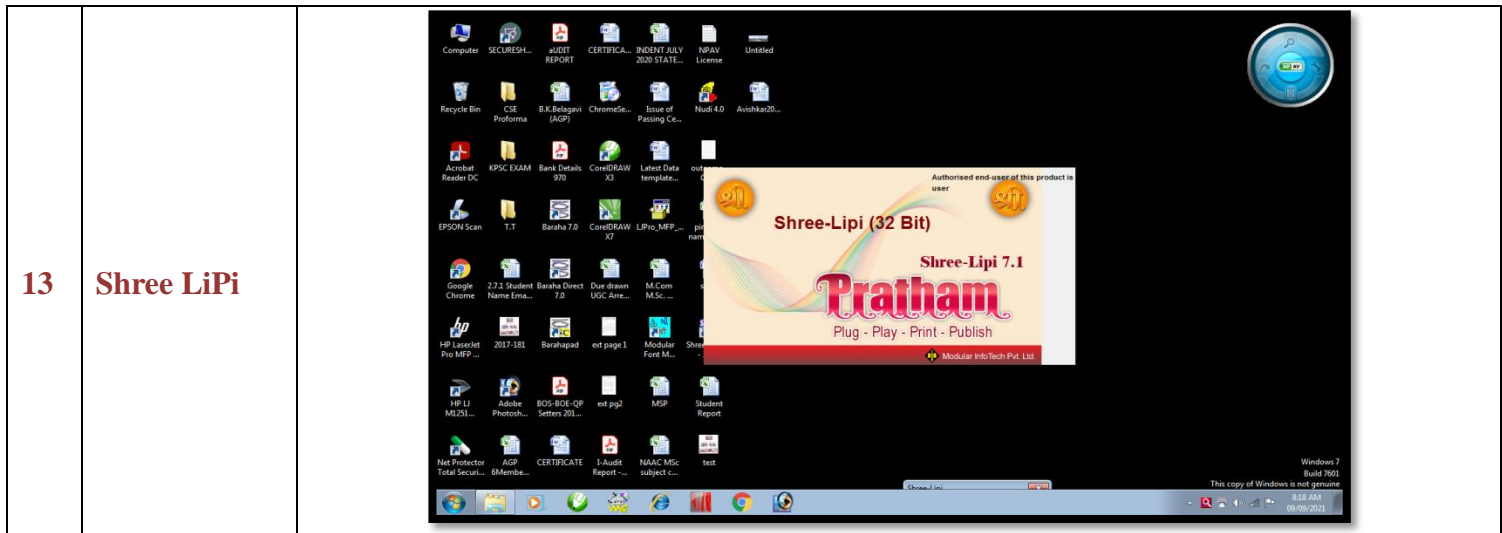 13
Shree LiPi
Computer
SECURESH...
aUDIT
REPORT
CERTIFICA...
INDENT JULY
2020 STATE...
NPAV
License
Untitled
Recycle Bin
CSE
Proforma
B.K.Belagavi
(AGP)
ChromeSe...
Issue of
Passing Ce...
Nudi 4.0
Avishkar20...
Acrobat
Reader DC
KPSC EXAM
Bank Details
970
CorelDRAW
X3
Latest Data
template...
EPSON Scan
T.T
Baraha 7.0
CorelDRAW
X7
LJPro_MFP_...
Google
Chrome
2.7.1 Student
Name Ema...
Baraha Direct
7.0
Due drawn
UGC Arre...
M.Com
M.Sc. ...
HP LaserJet
Pro MFP ...
2017-181
Barahapad
ext page 1
Modular
Font M...
HP LJ
M1251...
Adobe
Photosh...
BOS-BOE-QP
Setters 201...
ext pg2
MSP
Student
Report
Net Protector
Total Securi...
AGP
6Membe...
CERTIFICATE
I-Audit
Report -...
NAAC MSc
subject c...
test
NP AV
Authorised end-user of this product is
user
श्री
श्री
Shree-Lipi (32 Bit)
Shree-Lipi 7.1
Pratham
Plug - Play - Print - Publish
Modular InfoTech Pvt. Ltd.
Shree-Lipi
Windows 7
Build 7601
This copy of Windows is not genuine
8:18 AM
09/09/2021